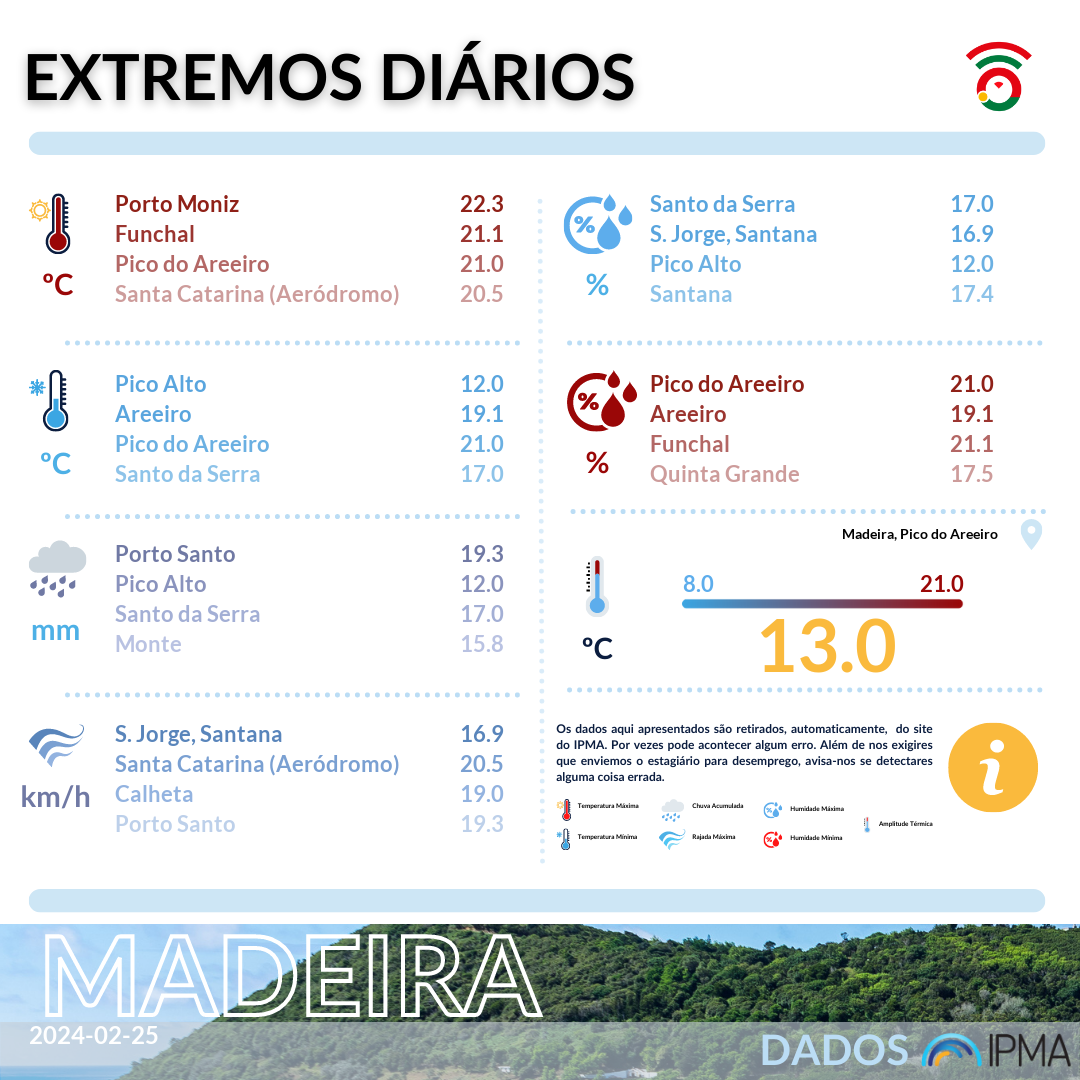 EXTREMOS DIÁRIOS
Porto Moniz 22.3
Funchal 21.1
Pico do Areeiro 21.0
Santa Catarina (Aeródromo) 20.5
ºC
Pico Alto 12.0
Areeiro 19.1
Pico do Areeiro 21.0
Santo da Serra 17.0
ºC
Porto Santo 19.3
Pico Alto 12.0
Santo da Serra 17.0
Monte 15.8
mm
S. Jorge, Santana 16.9
Santa Catarina (Aeródromo) 20.5
Calheta 19.0
Porto Santo 19.3
km/h
Santo da Serra 17.0
S. Jorge, Santana 16.9
Pico Alto 12.0
Santana 17.4
%
%
Pico do Areeiro 21.0
Areeiro 19.1
Funchal 21.1
Quinta Grande 17.5
%
%
Madeira, Pico do Areeiro
8.0 21.0
13.0
ºC
Os dados aqui apresentados são retirados, automaticamente, do site
do IPMA. Por vezes pode acontecer algum erro. Além de nos exigires
que enviemos o estagiário para desemprego, avisa-nos se detectares
alguma coisa errada.
i
Temperatura Máxima Chuva Acumulada Humidade Máxima
Amplitude Térmica
Temperatura Mínima Rajada Máxima Humidade Mínima
MADEIRA
2024-02-25
DADOS IPMA